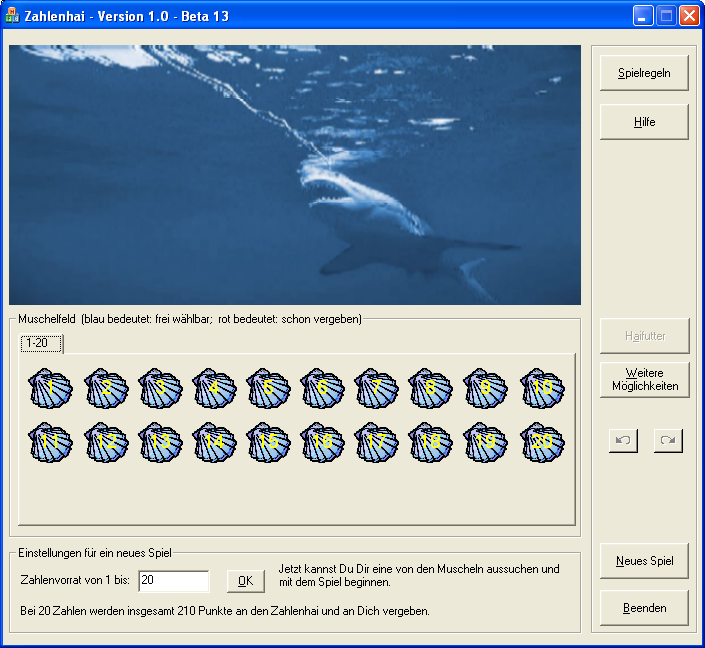 Zahlenhai - Version 1.0 - Beta 13
Spielregeln
Hilfe
Muschelfeld (blau bedeutet: frei wählbar; rot bedeutet: schon vergeben)
1-20
1 2 3 4 5 6 7 8 9 10
11 12 13 14 15 16 17 18 19 20
Haifutter
Weitere
Möglichkeiten
Einstellungen für ein neues Spiel
Zahlenvorrat von 1 bis: 20 OK
Jetzt kannst Du Dir eine von den Muscheln aussuchen und
mit dem Spiel beginnen.
Bei 20 Zahlen werden insgesamt 210 Punkte an den Zahlenhai und an Dich vergeben.
Neues Spiel
Beenden